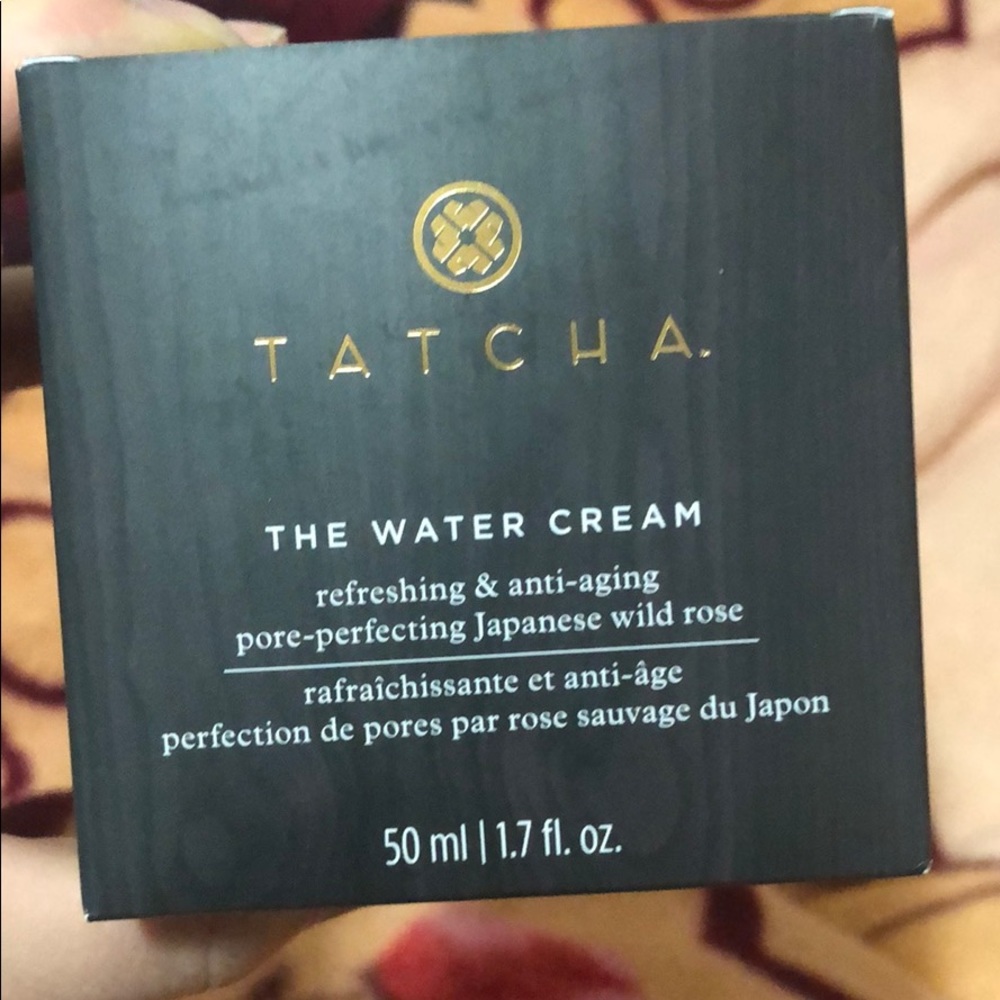 TATCHA.
THE WATER CREAM
refreshing & anti-aging
pore-perfecting Japanese wild rose
rafraîchissante et anti-âge
perfection de pores par rose sauvage du Japon
50 ml | 1.7 fl. oz.